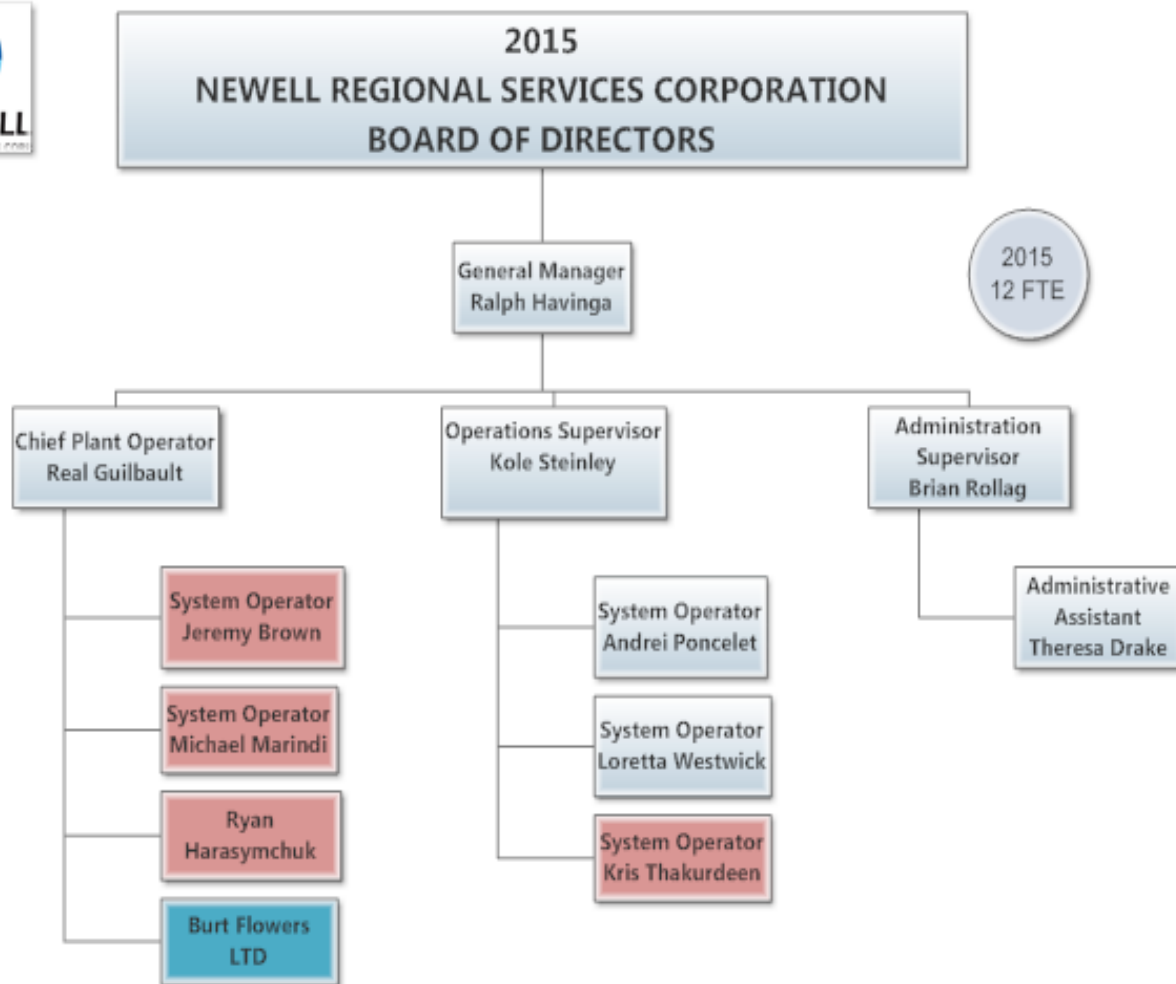 LL
2015
NEWELL REGIONAL SERVICES CORPORATION
BOARD OF DIRECTORS
General Manager
Ralph Havinga
2015
12 FTE
Chief Plant Operator
Real Guilbault
Operations Supervisor
Kole Steinley
Administration
Supervisor
Brian Rollag
System Operator
Jeremy Brown
System Operator
Michael Marindi
Ryan
Harasymchuk
Burt Flowers
LTD
System Operator
Andrei Poncelet
System Operator
Loretta Westwick
System Operator
Kris Thakurdeen
Administrative
Assistant
Theresa Drake